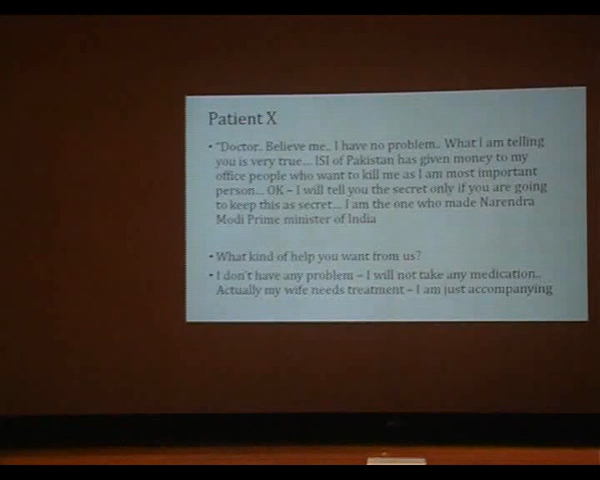 Patient X
• "Doctor.. Believe me.. I have no problem.. What I am telling
you is very true... ISI of Pakistan has given money to my
office people who want to kill me as I am most important
person... OK – I will tell you the secret only if you are going
to keep this as secret... I am the one who made Narendra
Modi Prime minister of India
• What kind of help you want from us?
• I don't have any problem – I will not take any medication..
Actually my wife needs treatment – I am just accompanying